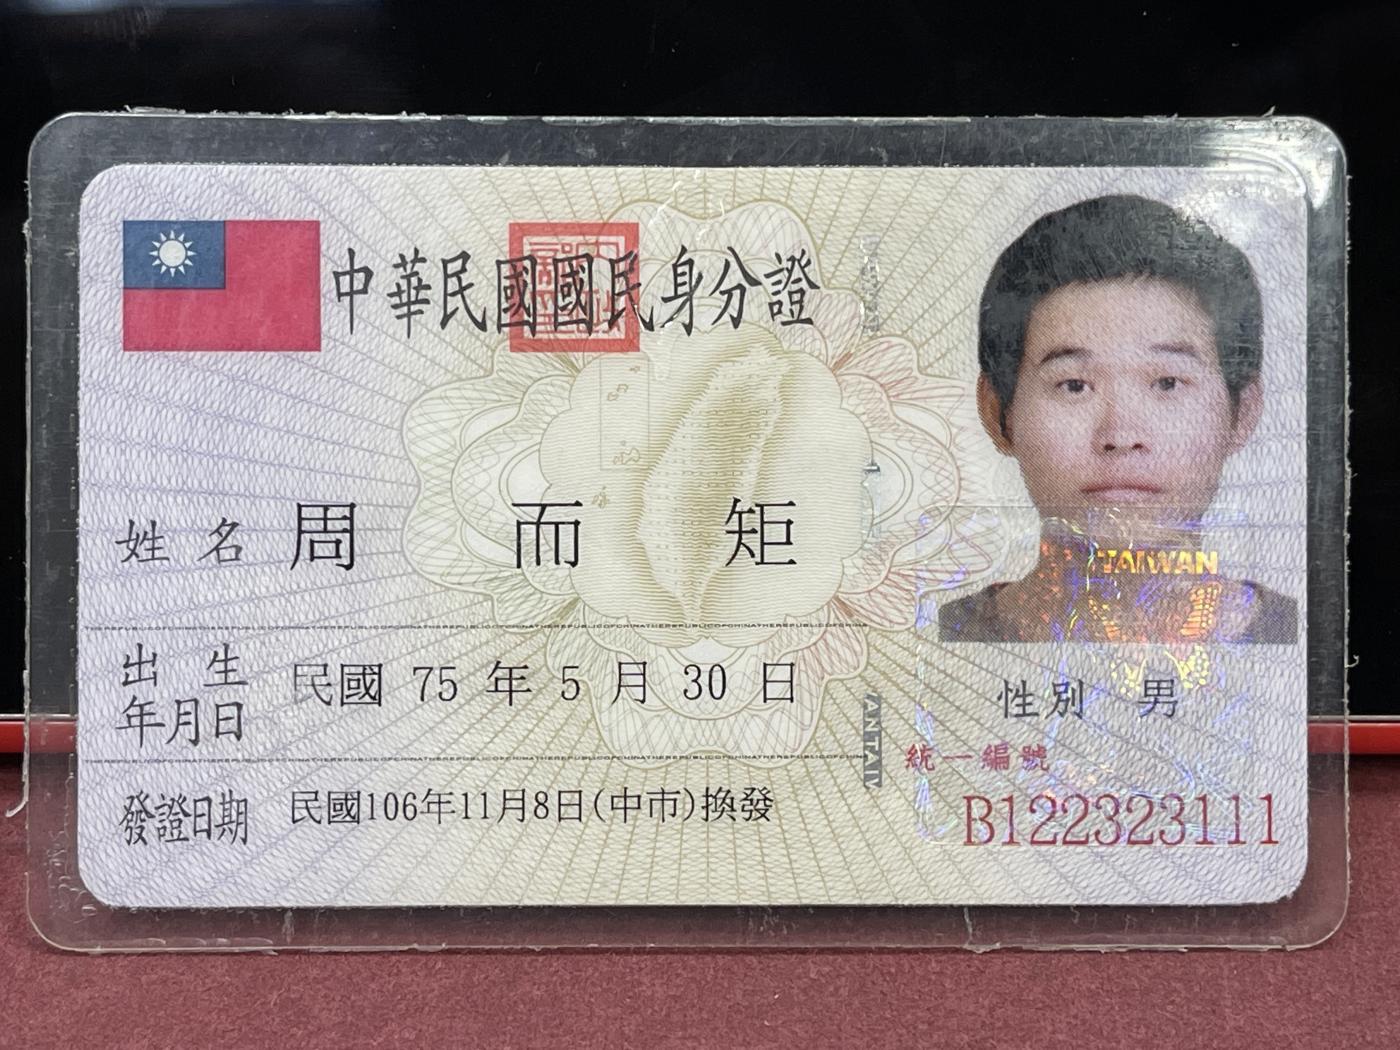 中華民國國民身分證
姓名 周而矩
TAIWAN
出生年月日 民國 75 年 5 月 30 日
性別 男
統一編號
B122323111
發證日期 民國106年11月8日(中市)換發